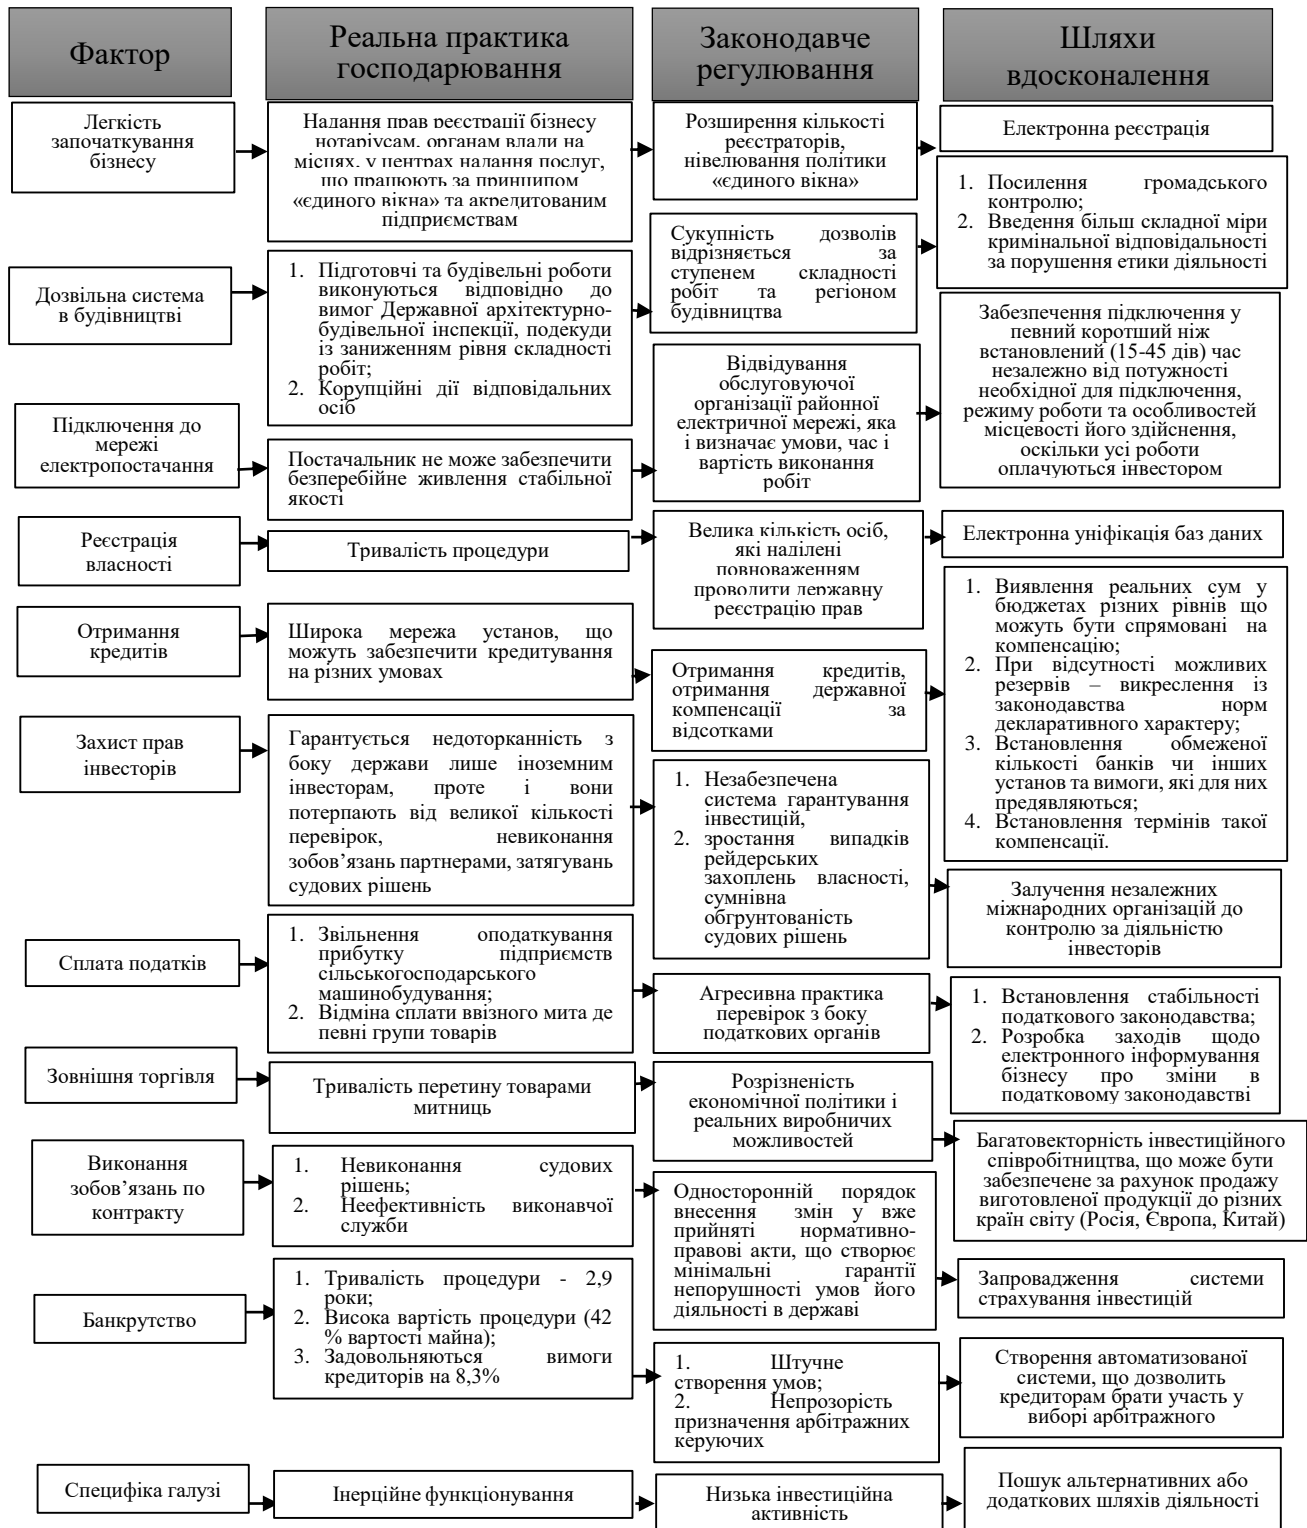 Фактор
Реальна практика
господарювання
Законодавче
регулювання
Шляхи
вдосконалення
Легкість
започаткування
бізнесу
Надання прав реєстрації бізнесу
нотаріусам, органам влади на
місцях, у центрах надання послуг,
що працюють за принципом
«єдиного вікна» та акредитованим
підприємствам
Розширення кількості
реєстраторів,
нівелювання політики
«єдиного вікна»
Електронна реєстрація
Дозвільна система
в будівництві
1. Підготовчі та будівельні роботи
виконуються відповідно до
вимог Державної архітектурно-
будівельної інспекції, подекуди
із заниженням рівня складності
робіт;
2. Корупційні дії відповідальних
осіб
Сукупність дозволів
відрізняється за
ступенем складності
робіт та регіоном
будівництва
1. Посилення громадського
контролю;
2. Введення більш складної міри
кримінальної відповідальності
за порушення етики діяльності
Підключення до
мережі
електропостачання
Постачальник не може забезпечити
безперебійне живлення стабільної
якості
Відвідування
обслуговуючої
організації районної
електричної мережі, яка
і визначає умови, час і
вартість виконання
робіт
Забезпечення підключення у
певний коротший ніж
встановлений (15-45 дів) час
незалежно від потужності
необхідної для підключення,
режиму роботи та особливостей
місцевості його здійснення,
оскільки усі роботи
оплачуються інвестором
Реєстрація
власності
Тривалість процедури
Велика кількість осіб,
які наділені
повноваженням
проводити державну
реєстрацію прав
Електронна уніфікація баз даних
Отримання
кредитів
Широка мережа установ, що
можуть забезпечити кредитування
на різних умовах
Отримання кредитів,
отримання державної
компенсації за
відсотками
1. Виявлення реальних сум у
бюджетах різних рівнів що
можуть бути спрямовані на
компенсацію;
2. При відсутності можливих
резервів – викреслення із
законодавства норм
декларативного характеру;
3. Встановлення обмеженої
кількості банків чи інших
установ та вимоги, які для них
предявляються;
4. Встановлення термінів такої
компенсації.
Захист прав
інвесторів
Гарантується недоторканність з
боку держави лише іноземним
інвесторам, проте і вони
потерпають від великої кількості
перевірок, невиконання
зобов’язань партнерами, затягувань
судових рішень
1. Незабезпечена
система гарантування
інвестицій,
2. зростання випадків
рейдерських
захоплень власності,
сумнівна
обгрунтованість
судових рішень
Залучення незалежних
міжнародних організацій до
контролю за діяльністю
інвесторів
Сплата податків
1. Звільнення оподаткування
прибутку підприємств
сільськогосподарського
машинобудування;
2. Відміна сплати ввізного мита де
певні групи товарів
Агресивна практика
перевірок з боку
податкових органів
1. Встановлення стабільності
податкового законодавства;
2. Розробка заходів щодо
електронного інформування
бізнесу про зміни в
податковому законодавстві
Зовнішня торгівля
Тривалість перетину товарами
митниць
Розрізненість
економічної політики і
реальних виробничих
можливостей
Багатовекторність інвестиційного
співробітництва, що може бути
забезпечене за рахунок продажу
виготовленої продукції до різних
країн світу (Росія, Європа, Китай)
Виконання
зобов’язань по
контракту
1. Невиконання судових
рішень;
2. Неефективність виконавчої
служби
Односторонній порядок
внесення змін у вже
прийняті нормативно-
правові акти, що створює
мінімальні гарантії
непорушності умов його
діяльності в державі
Запровадження системи
страхування інвестицій
Банкрутство
1. Тривалість процедури - 2,9
роки;
2. Висока вартість процедури (42
% вартості майна);
3. Задовольняються вимоги
кредиторів на 8,3%
1. Штучне
створення умов;
2. Непрозорість
призначення арбітражних
керуючих
Створення автоматизованої
системи, що дозволить
кредиторам брати участь у
виборі арбітражного
Специфіка галузі
Інерційне функціонування
Низька інвестиційна
активність
Пошук альтернативних або
додаткових шляхів діяльності